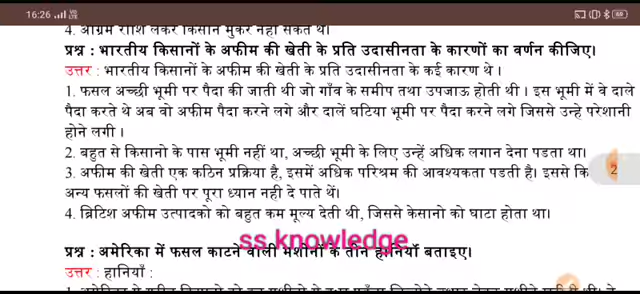 16:26
4. अग्रिम राशि लेकर किसान मुकर नहीं सकते थे।
प्रश्न : भारतीय किसानों के अफीम की खेती के प्रति उदासीनता के कारणों का वर्णन कीजिए।
उत्तर : भारतीय किसानों के अफीम की खेती के प्रति उदासीनता के कई कारण थे ।
1. फसल अच्छी भूमी पर पैदा की जाती थी जो गाँव के समीप तथा उपजाऊ होती थी । इस भूमी में वे दाले
पैदा करते थे अब वो अफीम पैदा करने लगे और दालें घटिया भूमी पर पैदा करने लगे जिससे उन्हे परेशानी
होने लगी ।
2. बहुत से किसानो के पास भूमी नहीं था, अच्छी भूमी के लिए उन्हें अधिक लगान देना पडता था।
3. अफीम की खेती एक कठिन प्रक्रिया है, इसमें अधिक परिश्रम की आवश्यकता पडती है। इससे कि
2
अन्य फसलों की खेती पर पूरा ध्यान नही दे पाते थें।
4. ब्रिटिश अफीम उत्पादको को बहुत कम मूल्य देती थी, जिससे केसानो को घाटा होता था।
ss knowledge
प्रश्न : अमेरिका में फसल काटने वाली मशीनों के तीन हानियाँ बताइए।
उत्तर : हानियाँ :